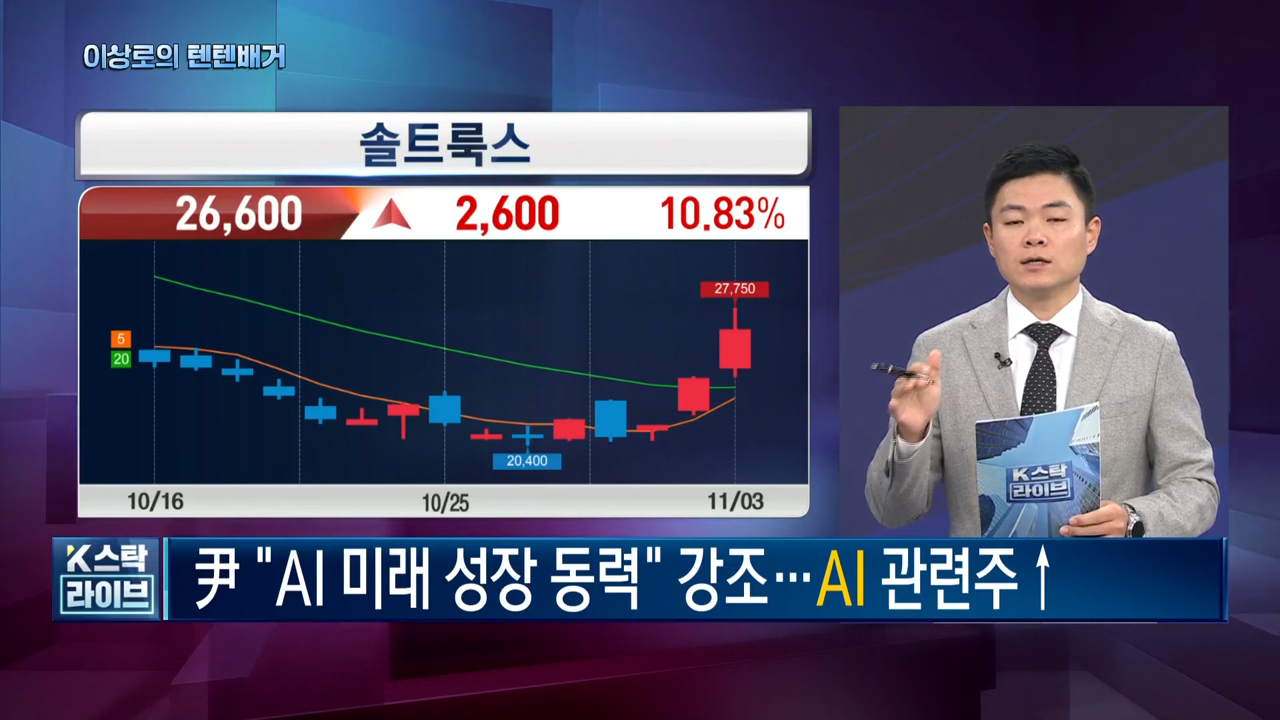 이상로의 텐텐배거
솔트룩스
26,600 ▲ 2,600 10.83%
27,750
5
20
20,400
10/16 10/25 11/03
K스탁
라이브
K스탁
라이브
尹 "AI 미래 성장 동력" 강조…AI 관련주↑